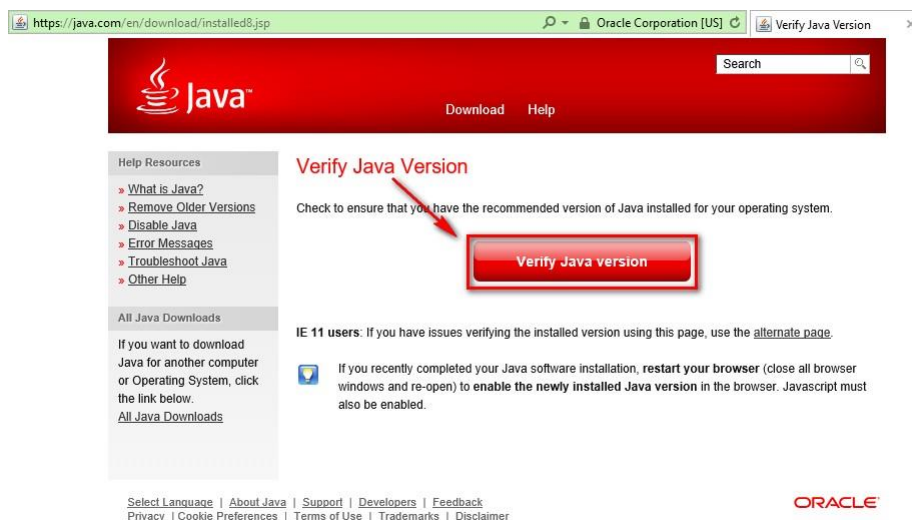 https://java.com/en/download/installed8.jsp
Oracle Corporation [US]
Verify Java Version
Java™
Search
Download Help
Help Resources
» What is Java?
» Remove Older Versions
» Disable Java
» Error Messages
» Troubleshoot Java
» Other Help
All Java Downloads
If you want to download
Java for another computer
or Operating System, click
the link below.
All Java Downloads
Verify Java Version
Check to ensure that you have the recommended version of Java installed for your operating system.
Verify Java version
IE 11 users: If you have issues verifying the installed version using this page, use the alternate page.
If you recently completed your Java software installation, restart your browser (close all browser
windows and re-open) to enable the newly installed Java version in the browser. Javascript must
also be enabled.
Select Language | About Java | Support | Developers | Feedback
Privacy | Cookie Preferences | Terms of Use | Trademarks | Disclaimer
ORACLE